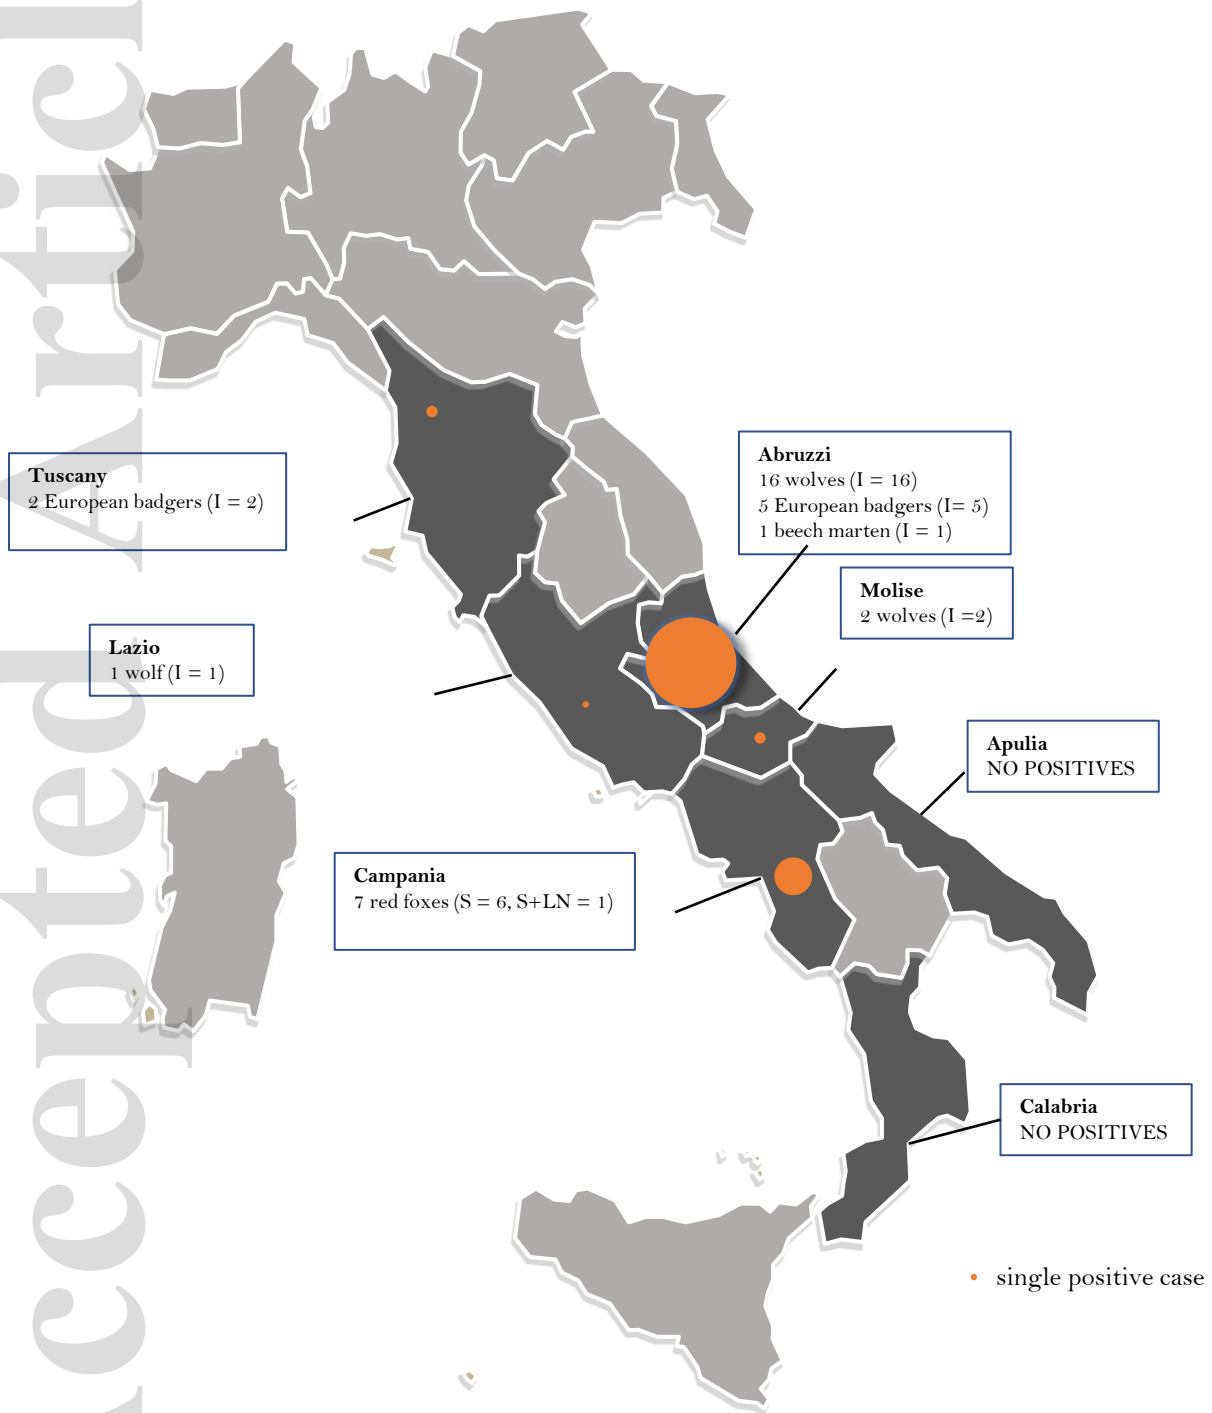 Accepted Articl
Abruzzi
16 wolves (I = 16)
5 European badgers (I= 5)
1 beech marten (I = 1)
Tuscany
2 European badgers (I = 2)
Molise
2 wolves (I =2)
Lazio
1 wolf (I = 1)
Apulia
NO POSITIVES
Campania
7 red foxes (S = 6, S+LN = 1)
Calabria
NO POSITIVES
single positive case